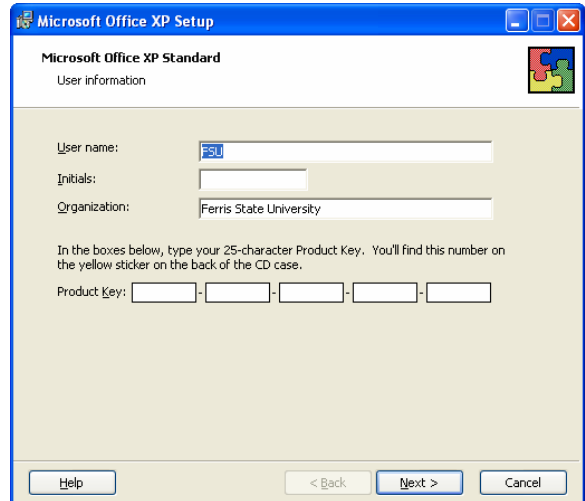 Microsoft Office XP Setup
Microsoft Office XP Standard
User information
User name: FSU
Initials:
Organization: Ferris State University
In the boxes below, type your 25-character Product Key. You'll find this number on
the yellow sticker on the back of the CD case.
Product Key: - - - -
Help < Back Next > Cancel